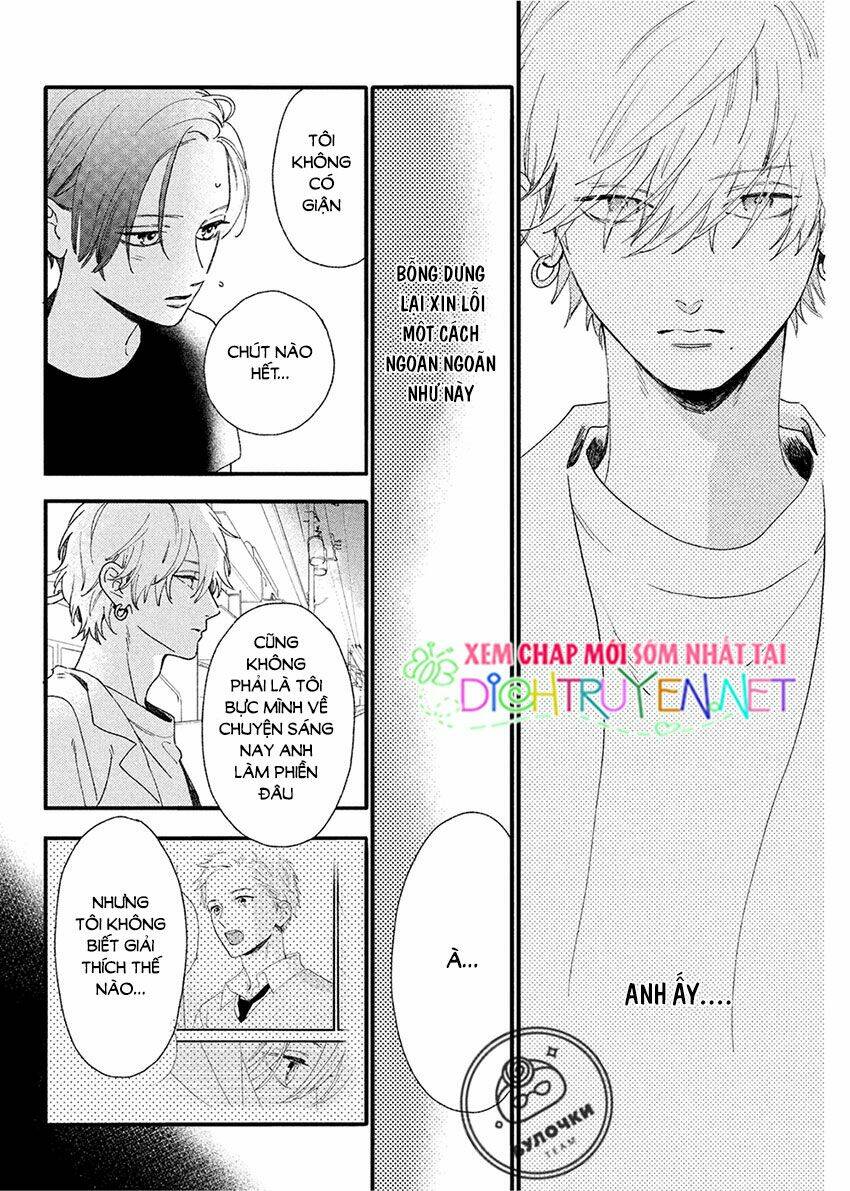 ANH ẤY....
BỖNG DƯNG
LẠI XIN LỖI
MỘT CÁCH
NGOAN NGOÃN
NHƯ NÀY
À...
TÔI
KHÔNG
CÓ
GIẬN
CHÚT NÀO
HẾT...
CŨNG
KHÔNG
PHẢI LÀ TÔI
BỰC MÌNH VỀ
CHUYỆN SÁNG
NAY ANH
LÀM PHIỀN
ĐÂU
NHƯNG
TÔI KHÔNG
BIẾT GIẢI
THÍCH THẾ
NÀO...
XEM CHAP MỚI SỚM NHẤT TẠI
DICHTRUYEN.NET
БУЛОЧКИ
TEAM